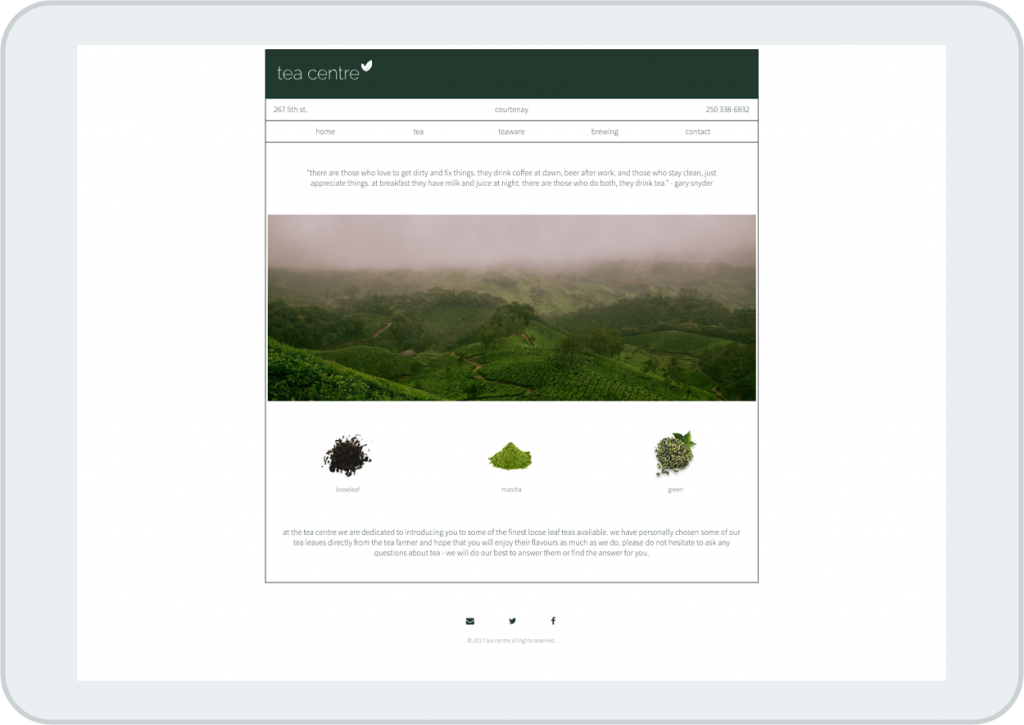 tea centre
267 5th st. courtenay 250 338-6832
home tea teaware brewing contact
"there are those who love to get dirty and fix things. they drink coffee at dawn, beer after work. and those who stay clean, just
appreciate things. at breakfast they have milk and juice at night. there are those who do both, they drink tea." - gary snyder
looseleaf matcha green
at the tea centre we are dedicated to introducing you to some of the finest loose leaf teas available. we have personally chosen some of our
tea leaves directly from the tea farmer and hope that you will enjoy their flavours as much as we do. please do not hesitate to ask any
questions about tea - we will do our best to answer them or find the answer for you.
© 2017 tea centre all rights reserved.